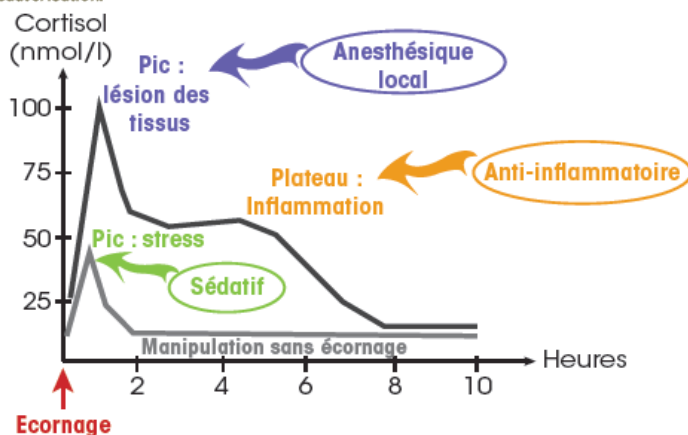 Cortisol
(nmol/l)
Pic :
lésion des
tissus
Anesthésique
local
100
75
50
25
Plateau :
Inflammation
Anti-inflammatoire
Pic : stress
Sédatif
Manipulation sans écornage
2 4 6 8 10
Heures
Ecornage